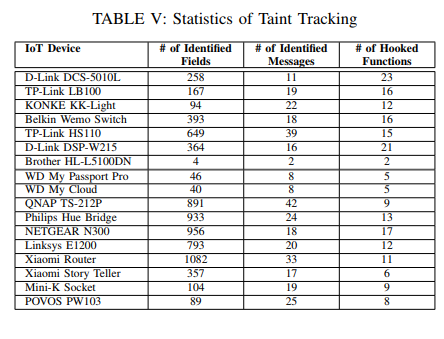 TABLE V: Statistics of Taint Tracking
IoT Device # of Identified Fields # of Identified Messages # of Hooked Functions
D-Link DCS-5010L 258 11 23
TP-Link LB100 167 19 16
KONKE KK-Light 94 22 12
Belkin Wemo Switch 393 18 16
TP-Link HS110 649 39 15
D-Link DSP-W215 364 16 21
Brother HL-L5100DN 4 2 2
WD My Passport Pro 46 8 5
WD My Cloud 40 8 5
QNAP TS-212P 891 42 9
Philips Hue Bridge 933 24 13
NETGEAR N300 956 18 17
Linksys E1200 793 20 12
Xiaomi Router 1082 33 11
Xiaomi Story Teller 357 17 6
Mini-K Socket 104 19 9
POVOS PW103 89 25 8